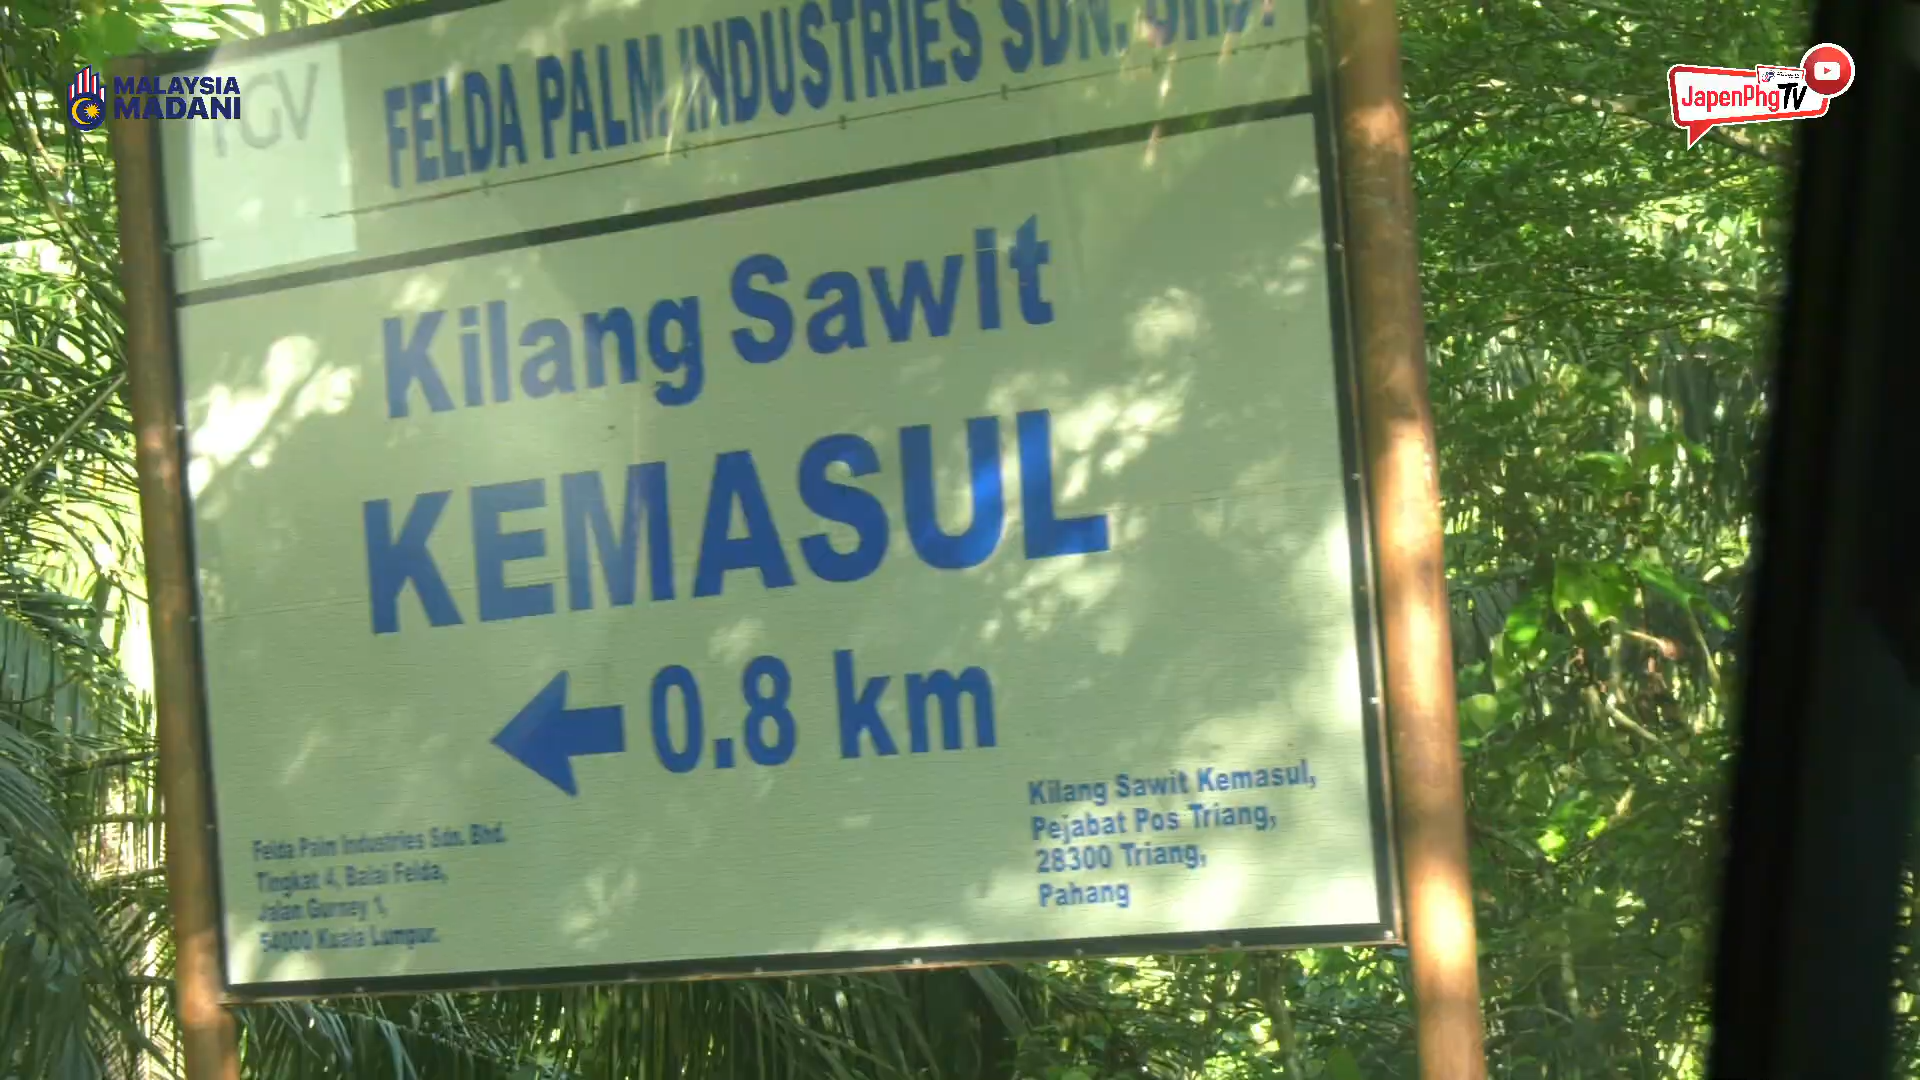 MALAYSIA
MADANI
JapenPhgTV
FGV
FELDA PALM INDUSTRIES SDN. BHD.
Kilang Sawit
KEMASUL
0.8 km
Felda Palm Industries Sdn. Bhd.
Tingkat 4, Balai Felda,
Jalan Gurney 1,
54000 Kuala Lumpur.
Kilang Sawit Kemasul,
Pejabat Pos Triang,
28300 Triang,
Pahang